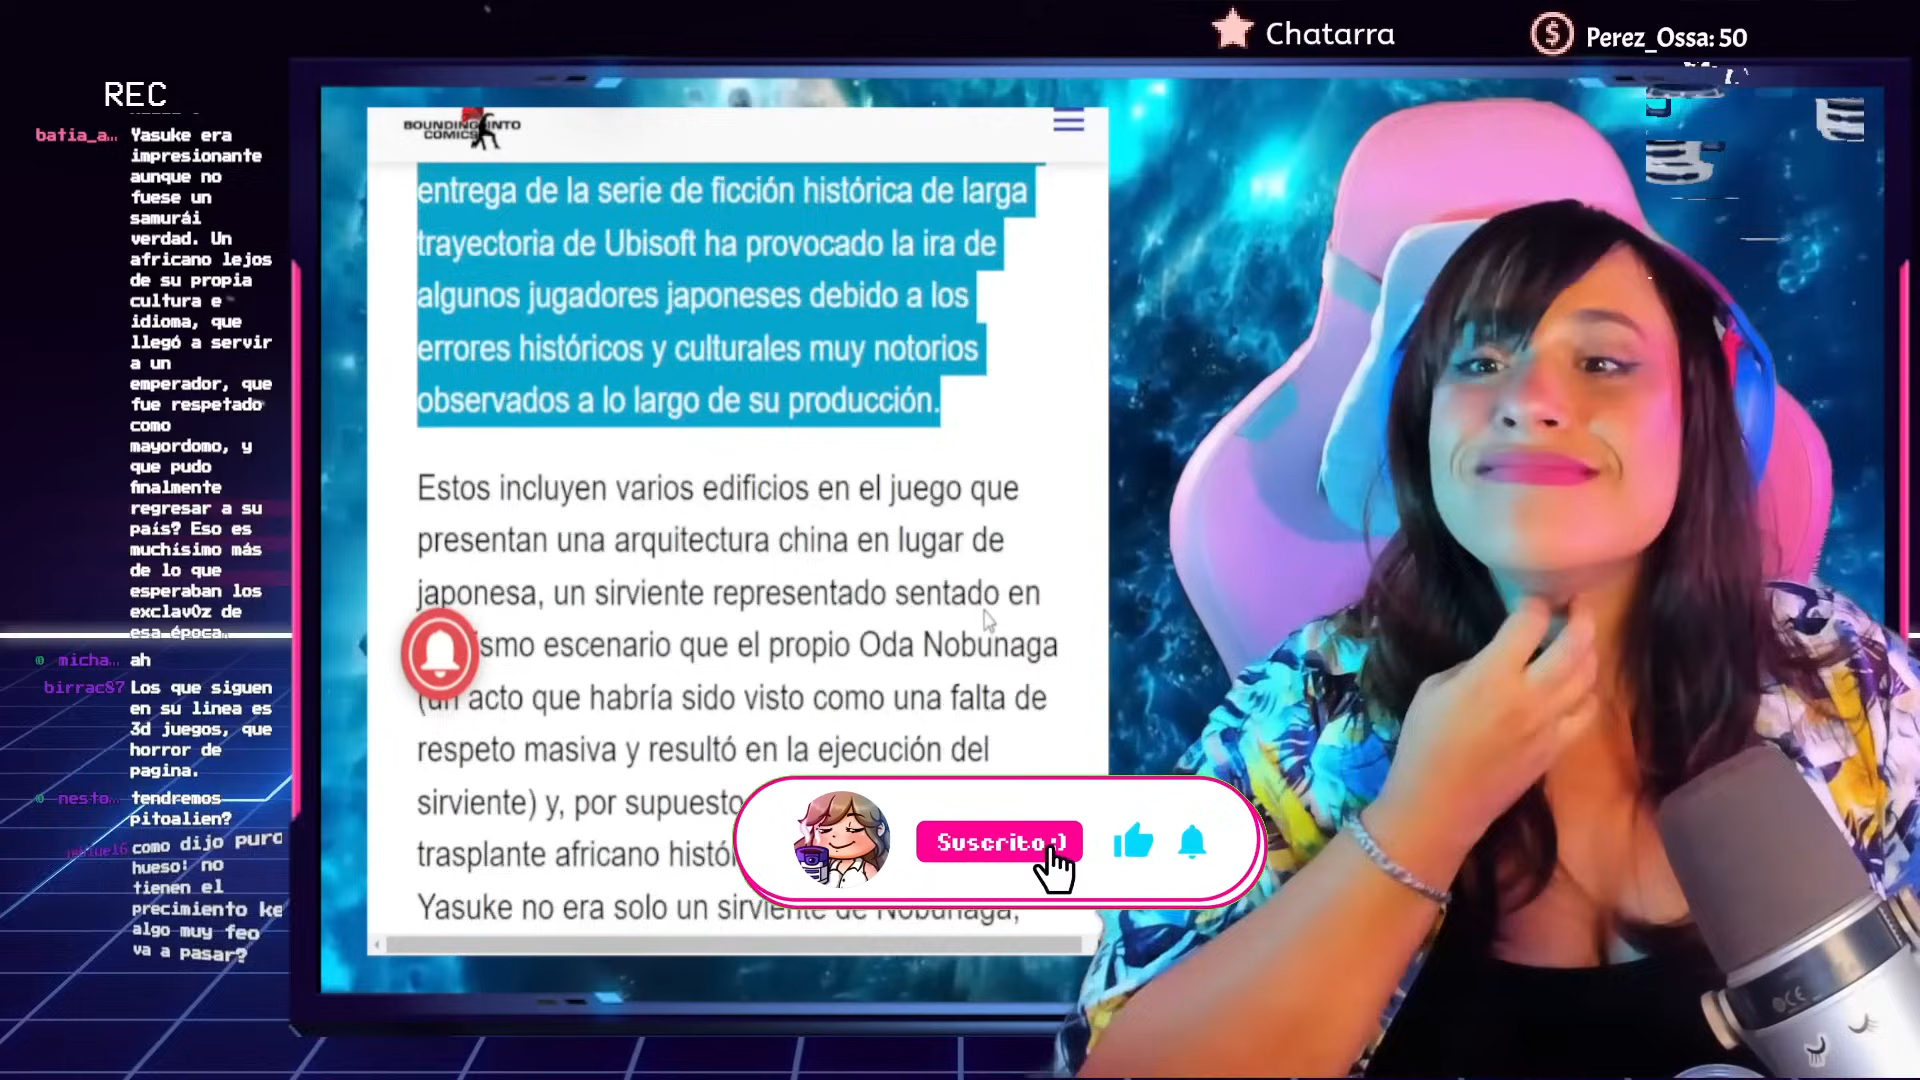 Chatarra
Perez_Ossa: 50
REC
batia_a...
Yasuke era
impresionante
aunque no
fuese un
samurái
verdad. Un
africano lejos
de su propia
cultura e
idioma, que
llegó a servir
a un
emperador, que
fue respetado
como
mayordomo, y
que pudo
finalmente
regresar a su
país? Eso es
muchísimo más
de lo que
esperaban los
exclav0z de
esa época
micha... ah
birrac87 Los que siguen
en su linea es
3d juegos, que
horror de
pagina.
nesto... tendremos
pitoalien?
como dijo puro
hueso: no
tienen el
precimiento ke
algo muy feo
va a pasar?
BOUNDING INTO
COMICS
entrega de la serie de ficción histórica de larga
trayectoria de Ubisoft ha provocado la ira de
algunos jugadores japoneses debido a los
errores históricos y culturales muy notorios
observados a lo largo de su producción.
Estos incluyen varios edificios en el juego que
presentan una arquitectura china en lugar de
japonesa, un sirviente representado sentado en
smo escenario que el propio Oda Nobunaga
(un acto que habría sido visto como una falta de
respeto masiva y resultó en la ejecución del
sirviente) y, por supuesto
trasplante africano histór
Yasuke no era solo un sirviente de Nobunaga,
Suscrito :)